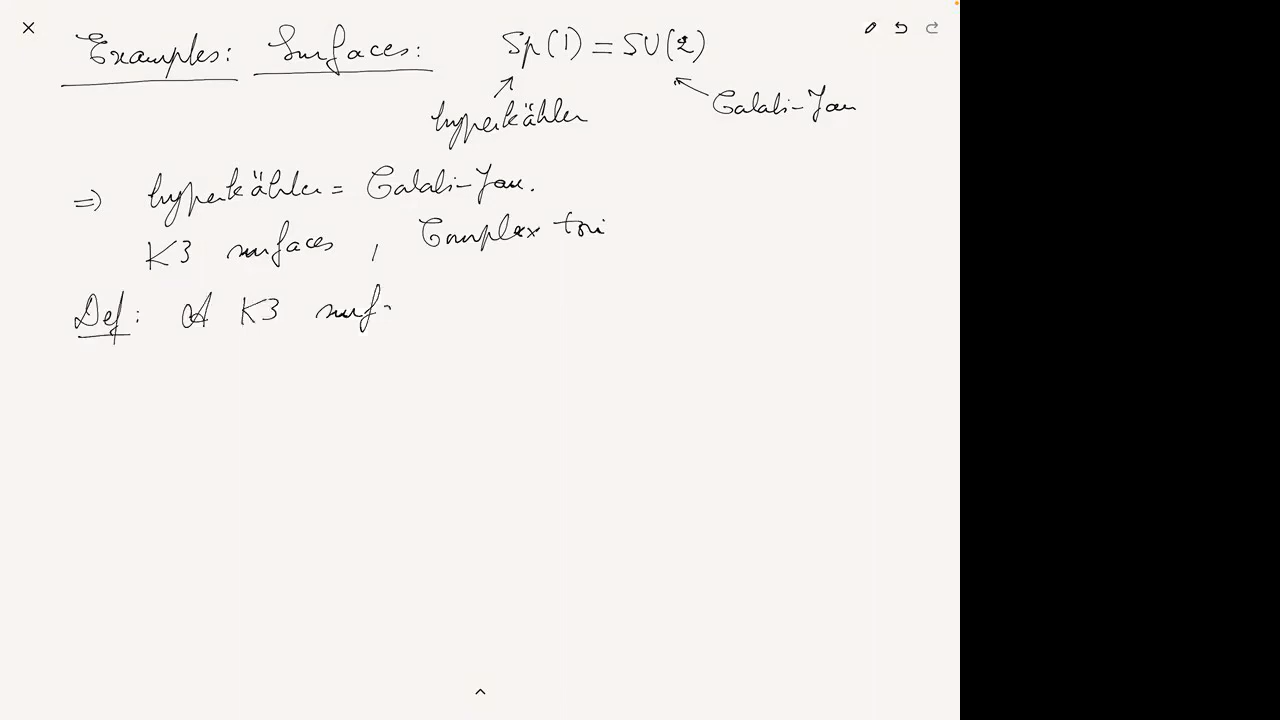 Examples: Surfaces: Sp(1) = SU(2)
hyperkähler Calabi-Yau
⇒ hyperkähler = Calabi-Yau.
K3 surfaces, Complex tori
Def: A K3 surf